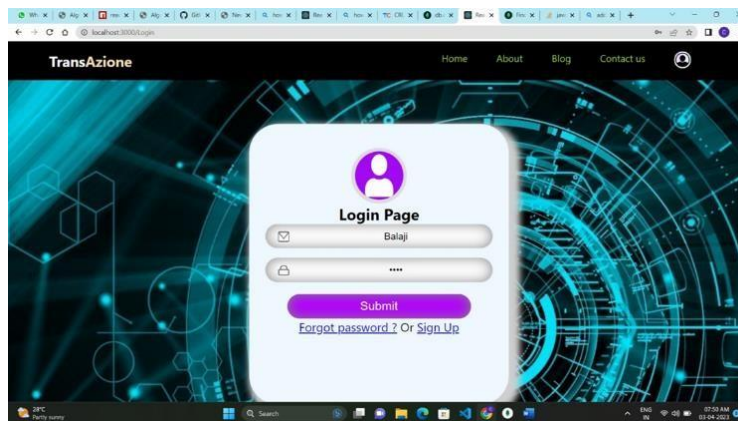 localhost:3000/Login
TransAzione
Home About Blog Contact us
Login Page
Balaji
••••
Submit
Forgot password ? Or Sign Up
28°C
Partly sunny
Search
ENG
IN
07:50 AM
03-04-2023